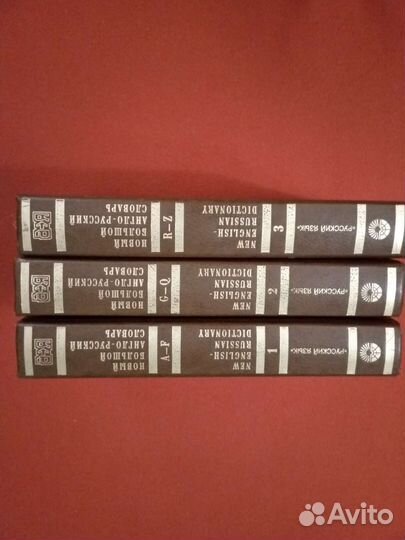 НОВЫЙ
БОЛЬШОЙ
АНГЛО-РУССКИЙ
СЛОВАРЬ
A–F
NEW
ENGLISH-
RUSSIAN
DICTIONARY
1
«РУССКИЙ ЯЗЫК»
НОВЫЙ
БОЛЬШОЙ
АНГЛО-РУССКИЙ
СЛОВАРЬ
G–Q
NEW
ENGLISH-
RUSSIAN
DICTIONARY
2
«РУССКИЙ ЯЗЫК»
НОВЫЙ
БОЛЬШОЙ
АНГЛО-РУССКИЙ
СЛОВАРЬ
R–Z
NEW
ENGLISH-
RUSSIAN
DICTIONARY
3
«РУССКИЙ ЯЗЫК»
Avito